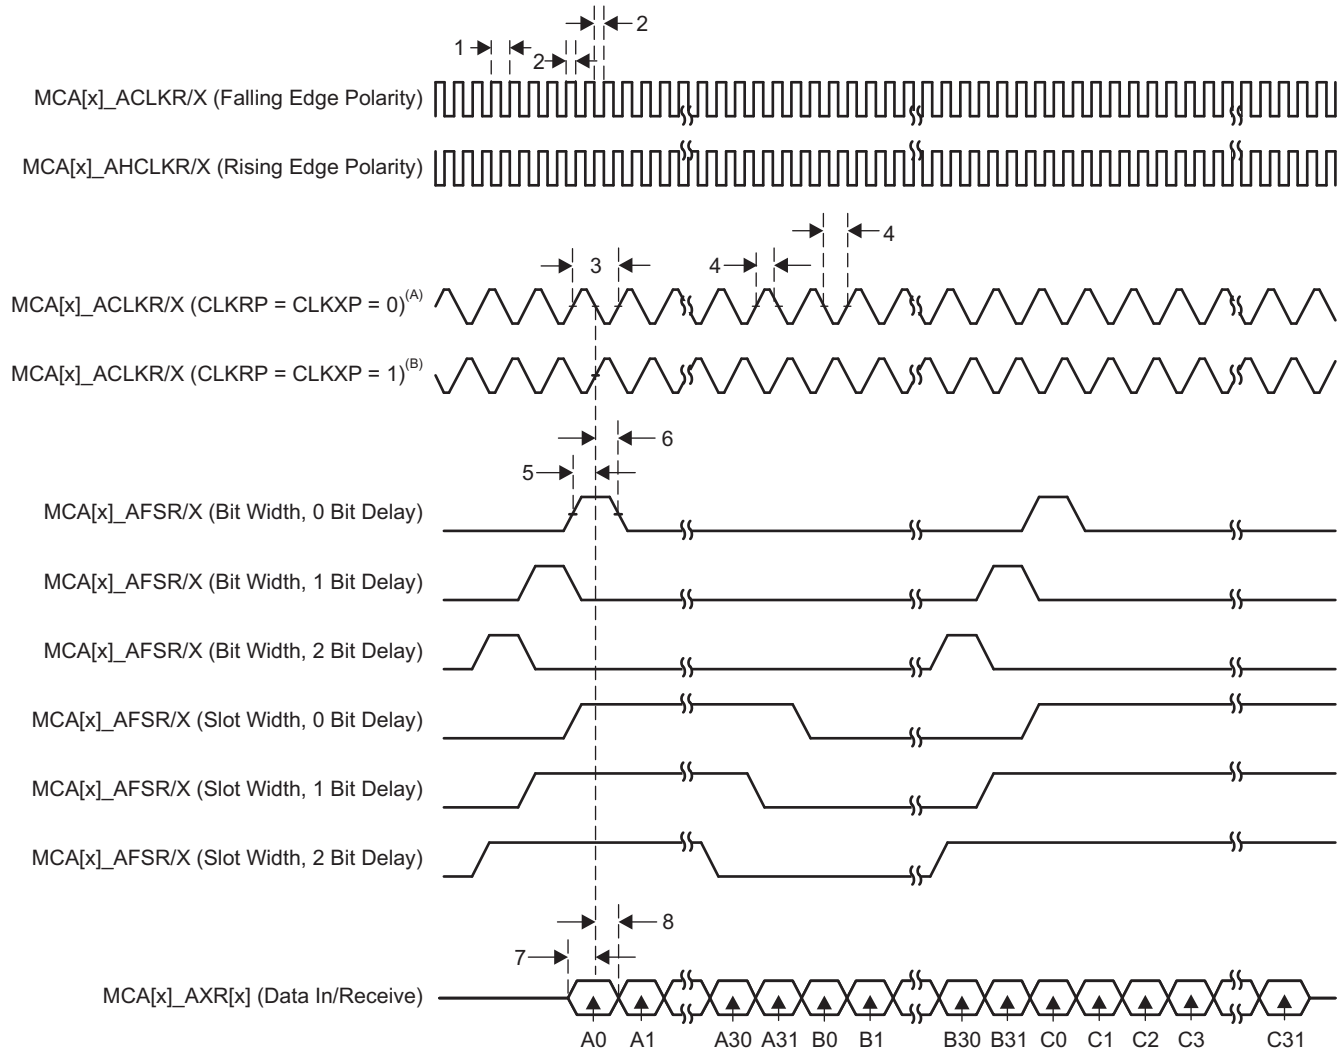 2
1
2
MCA[x]_ACLKR/X (Falling Edge Polarity)
MCA[x]_AHCLKR/X (Rising Edge Polarity)
4
3
4
MCA[x]_ACLKR/X (CLKRP = CLKXP = 0)(A)
MCA[x]_ACLKR/X (CLKRP = CLKXP = 1)(B)
6
5
MCA[x]_AFSR/X (Bit Width, 0 Bit Delay)
MCA[x]_AFSR/X (Bit Width, 1 Bit Delay)
MCA[x]_AFSR/X (Bit Width, 2 Bit Delay)
MCA[x]_AFSR/X (Slot Width, 0 Bit Delay)
MCA[x]_AFSR/X (Slot Width, 1 Bit Delay)
MCA[x]_AFSR/X (Slot Width, 2 Bit Delay)
8
7
MCA[x]_AXR[x] (Data In/Receive)
A0 A1 A30 A31 B0 B1 B30 B31 C0 C1 C2 C3 C31